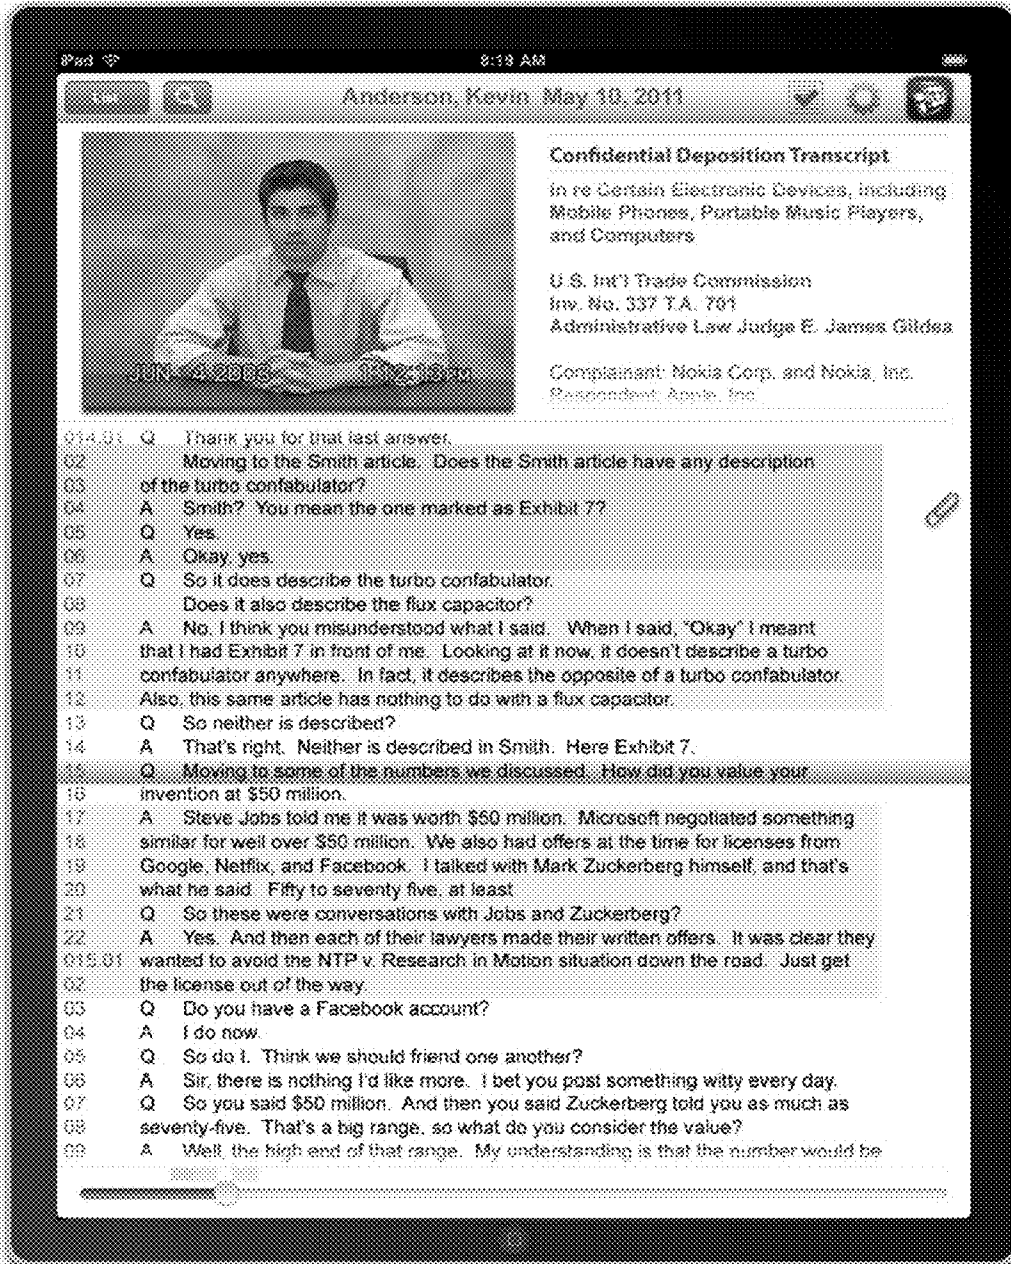 iPad 8:18 AM
Anderson, Kevin May 10, 2011
Confidential Deposition Transcript
In re Certain Electronic Devices, including
Mobile Phones, Portable Music Players,
and Computers
U.S. Int'l Trade Commission
Inv. No. 337 T.A. 701
Administrative Law Judge E. James Gildea
Complainant: Nokia Corp. and Nokia, Inc.
Respondent: Apple, Inc.
014.01 Q Thank you for that last answer.
02 Moving to the Smith article. Does the Smith article have any description
03 of the turbo confabulator?
04 A Smith? You mean the one marked as Exhibit 7?
05 Q Yes.
06 A Okay, yes.
07 Q So it does describe the turbo confabulator.
08 Does it also describe the flux capacitor?
09 A No, I think you misunderstood what I said. When I said, "Okay" I meant
10 that I had Exhibit 7 in front of me. Looking at it now, it doesn't describe a turbo
11 confabulator anywhere. In fact, it describes the opposite of a turbo confabulator.
12 Also, this same article has nothing to do with a flux capacitor.
13 Q So neither is described?
14 A That's right. Neither is described in Smith. Here Exhibit 7.
15 Q Moving to some of the numbers we discussed. How did you value your
16 invention at $50 million.
17 A Steve Jobs told me it was worth $50 million. Microsoft negotiated something
18 similar for well over $50 million. We also had offers at the time for licenses from
19 Google, Netflix, and Facebook. I talked with Mark Zuckerberg himself, and that's
20 what he said. Fifty to seventy five, at least
21 Q So these were conversations with Jobs and Zuckerberg?
22 A Yes. And then each of their lawyers made their written offers. It was clear they
015.01 wanted to avoid the NTP v. Research in Motion situation down the road. Just get
02 the license out of the way.
03 Q Do you have a Facebook account?
04 A I do now.
05 Q So do I. Think we should friend one another?
06 A Sir, there is nothing I'd like more. I bet you post something witty every day.
07 Q So you said $50 million. And then you said Zuckerberg told you as much as
08 seventy-five. That's a big range, so what do you consider the value?
09 A Well, the high end of that range. My understanding is that the number would be